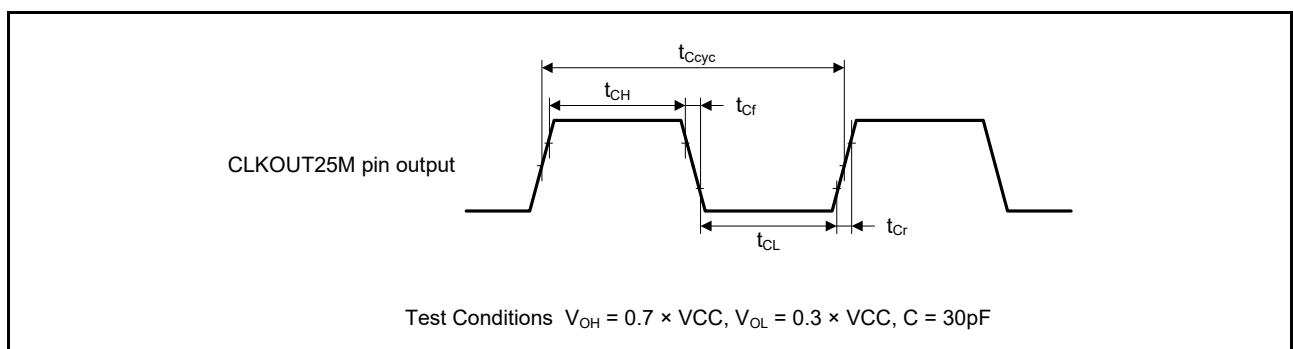 tCcyc
tCH
tCf
CLKOUT25M pin output
tCL
tCr
Test Conditions VOH = 0.7 × VCC, VOL = 0.3 × VCC, C = 30pF